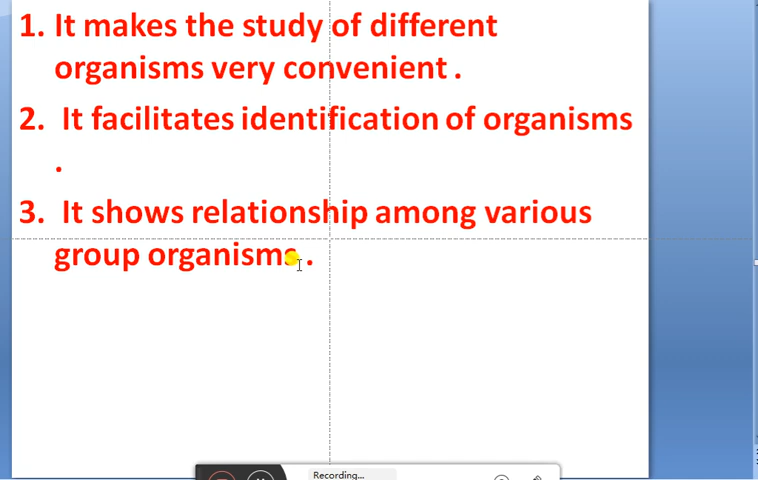 1. It makes the study of different
organisms very convenient .
2. It facilitates identification of organisms
.
3. It shows relationship among various
group organisms .
Recording...